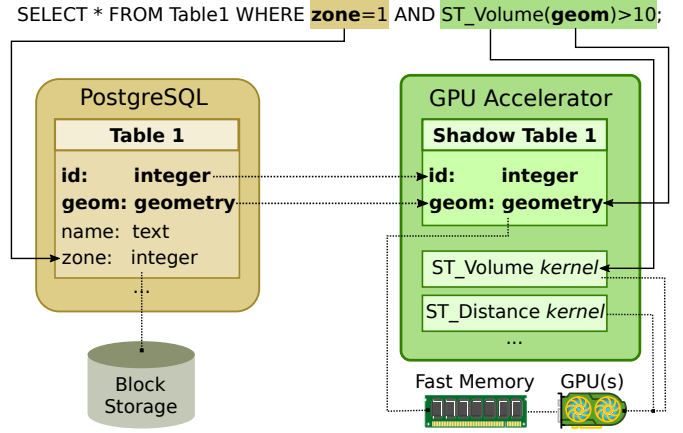 SELECT * FROM Table1 WHERE zone=1 AND ST_Volume(geom)>10;
PostgreSQL
Table 1
id: integer
geom: geometry
name: text
zone: integer
...
Block
Storage
GPU Accelerator
Shadow Table 1
id: integer
geom: geometry
ST_Volume kernel
ST_Distance kernel
...
Fast Memory
GPU(s)